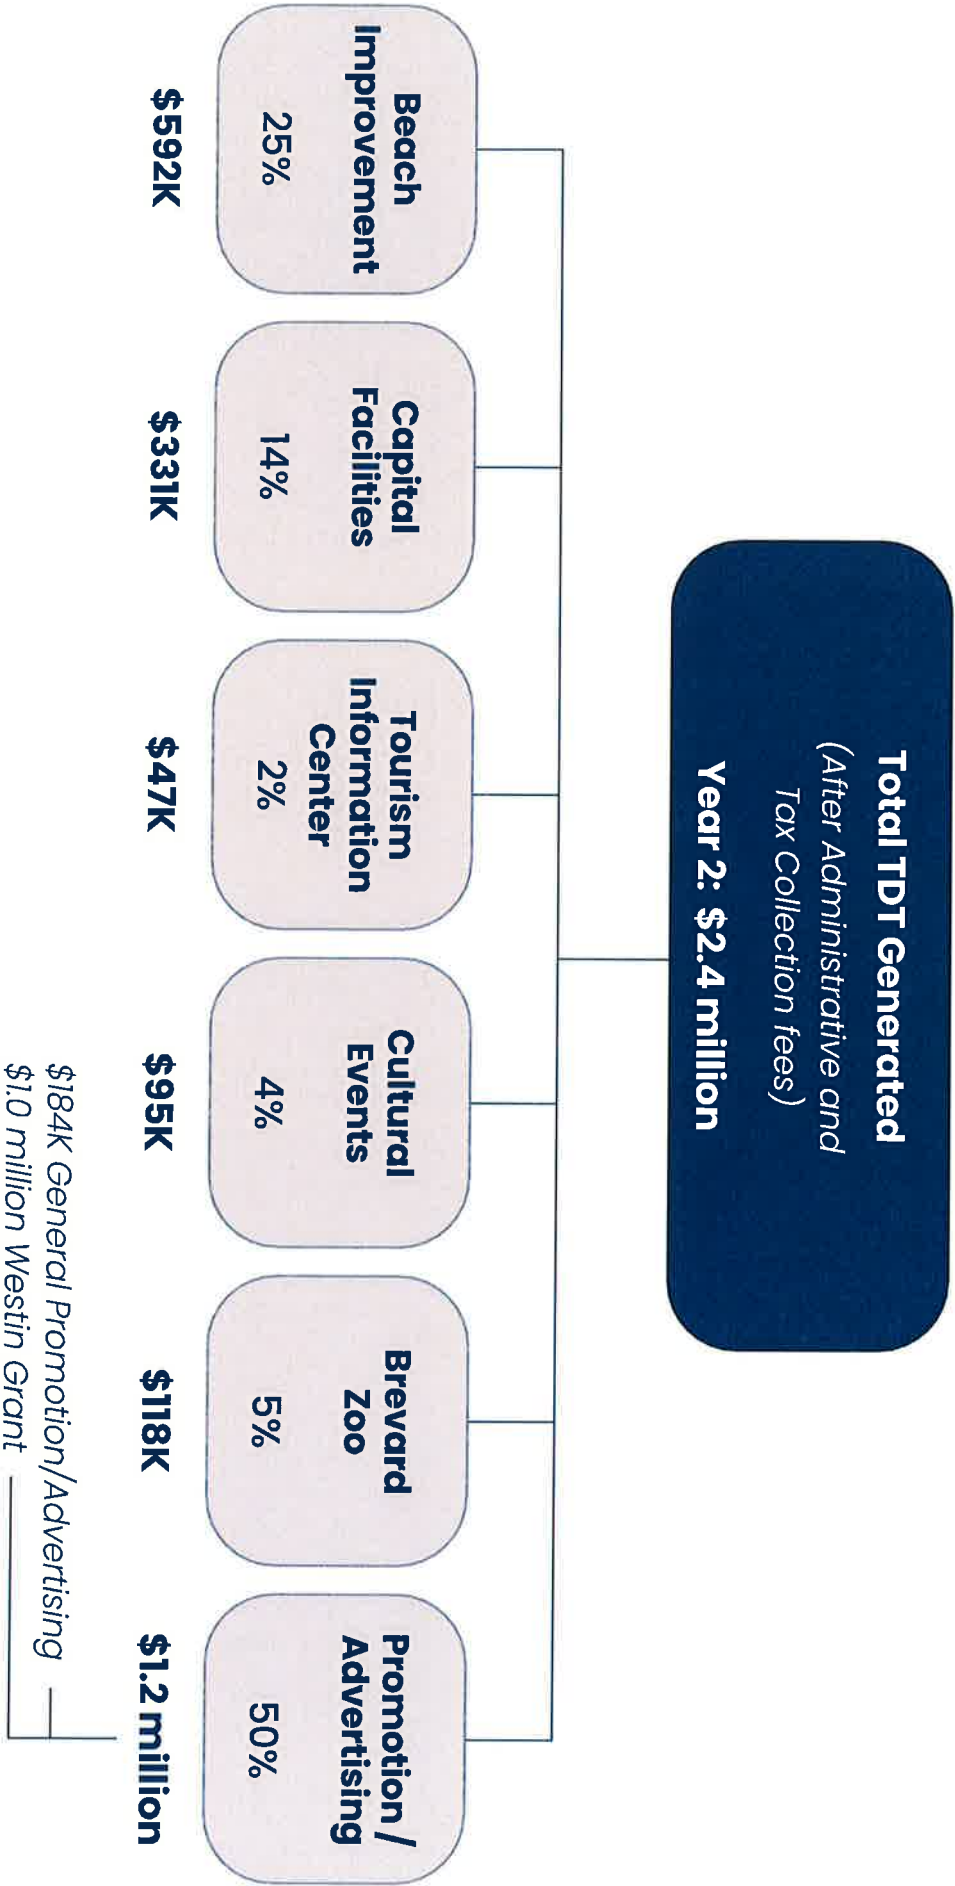 Total TDT Generated
(After Administrative and
Tax Collection fees)
Year 2: $2.4 million
Beach
Improvement
25%
$592K
Capital
Facilities
14%
$331K
Tourism
Information
Center
2%
$47K
Cultural
Events
4%
$95K
Brevard
Zoo
5%
$118K
Promotion/
Advertising
50%
$1.2 million
$184K General Promotion/Advertising
$1.0 million Westin Grant